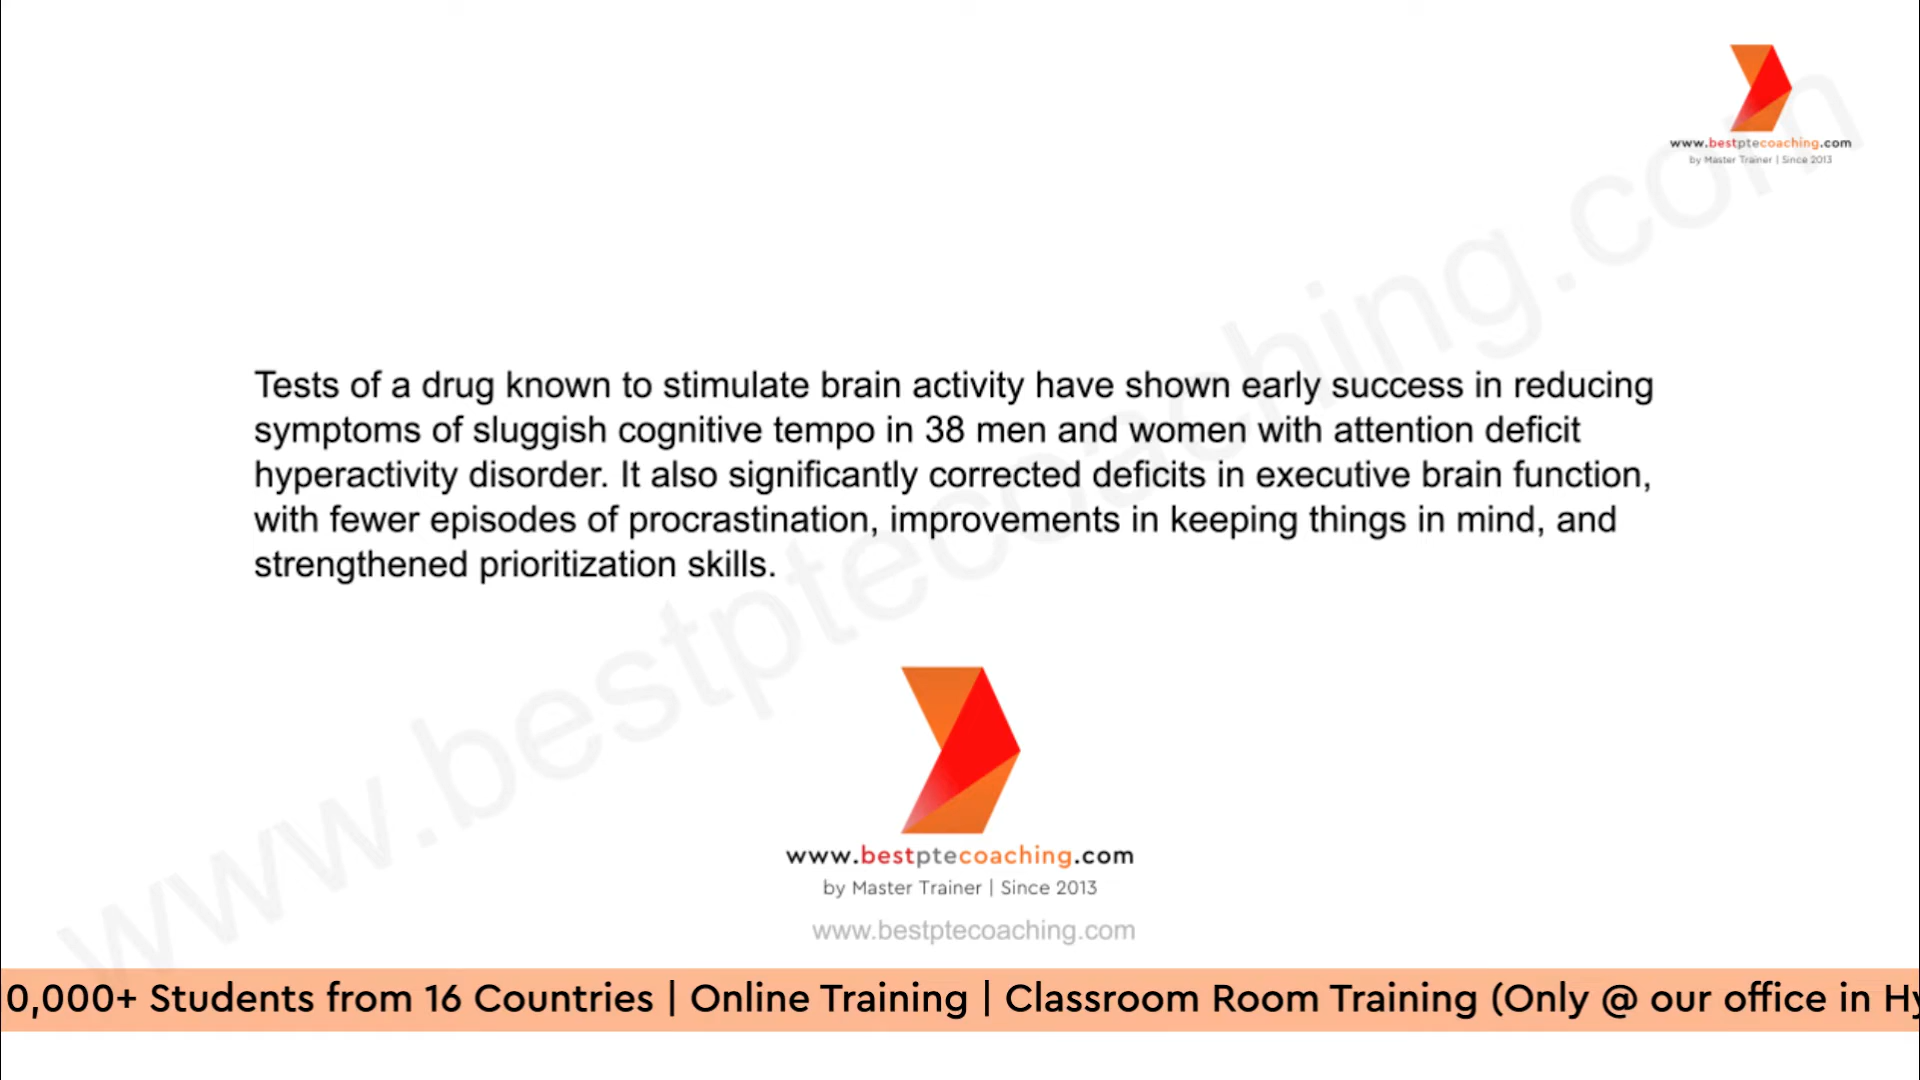 www.bestptecoaching.com
by Master Trainer | Since 2013
Tests of a drug known to stimulate brain activity have shown early success in reducing
symptoms of sluggish cognitive tempo in 38 men and women with attention deficit
hyperactivity disorder. It also significantly corrected deficits in executive brain function,
with fewer episodes of procrastination, improvements in keeping things in mind, and
strengthened prioritization skills.
www.bestptecoaching.com
www.bestptecoaching.com
by Master Trainer | Since 2013
www.bestptecoaching.com
0,000+ Students from 16 Countries | Online Training | Classroom Room Training (Only @ our office in Hy